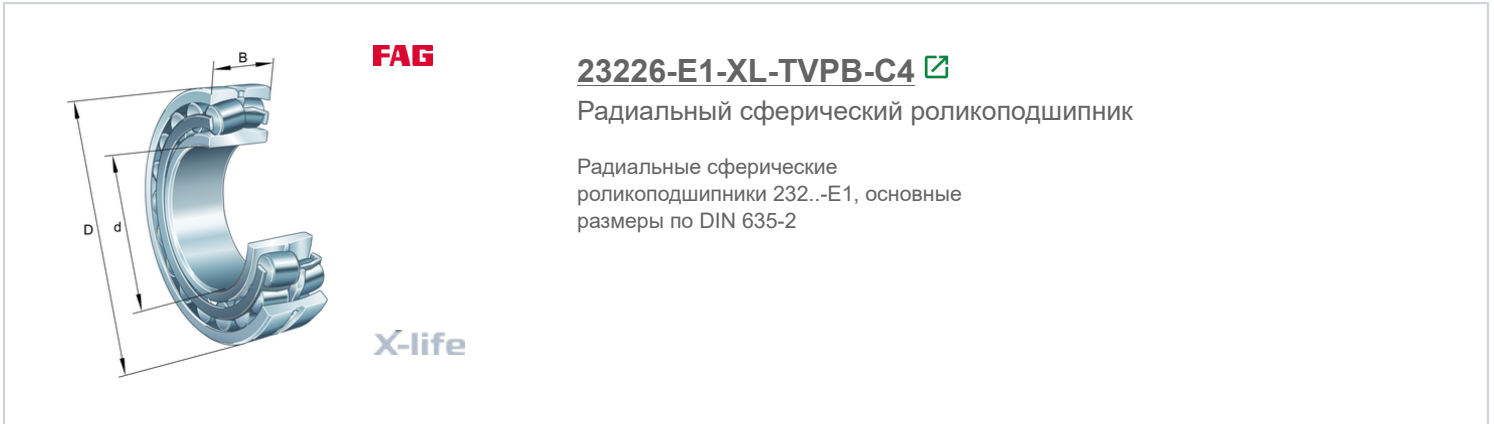 FAG
B
D
d
X-life
23226-E1-XL-TVPB-C4
Радиальный сферический роликоподшипник
Радиальные сферические
роликоподшипники 232..-E1, основные
размеры по DIN 635-2